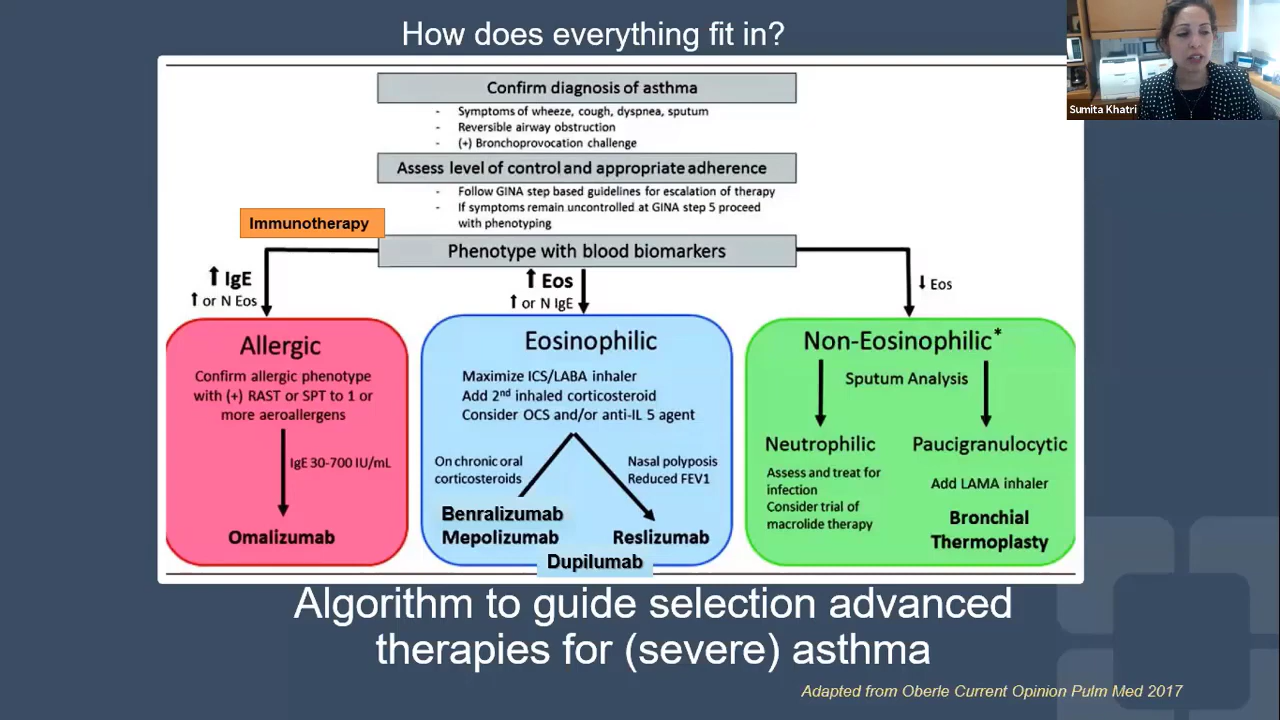 How does everything fit in?
Sumita Khatri
Confirm diagnosis of asthma
- Symptoms of wheeze, cough, dyspnea, sputum
- Reversible airway obstruction
- (+) Bronchoprovocation challenge
Assess level of control and appropriate adherence
- Follow GINA step based guidelines for escalation of therapy
- If symptoms remain uncontrolled at GINA step 5 proceed
with phenotyping
Immunotherapy
Phenotype with blood biomarkers
↑ IgE
↑ or N Eos
↑ Eos
↑ or N IgE
↓ Eos
Allergic
Confirm allergic phenotype
with (+) RAST or SPT to 1 or
more aeroallergens
IgE 30-700 IU/mL
Omalizumab
Eosinophilic
Maximize ICS/LABA inhaler
Add 2nd inhaled corticosteroid
Consider OCS and/or anti-IL 5 agent
On chronic oral
corticosteroids
Nasal polyposis
Reduced FEV1
Benralizumab
Mepolizumab
Reslizumab
Dupilumab
Non-Eosinophilic*
Sputum Analysis
Neutrophilic
Assess and treat for
infection
Consider trial of
macrolide therapy
Paucigranulocytic
Add LAMA inhaler
Bronchial
Thermoplasty
Algorithm to guide selection advanced
therapies for (severe) asthma
Adapted from Oberle Current Opinion Pulm Med 2017